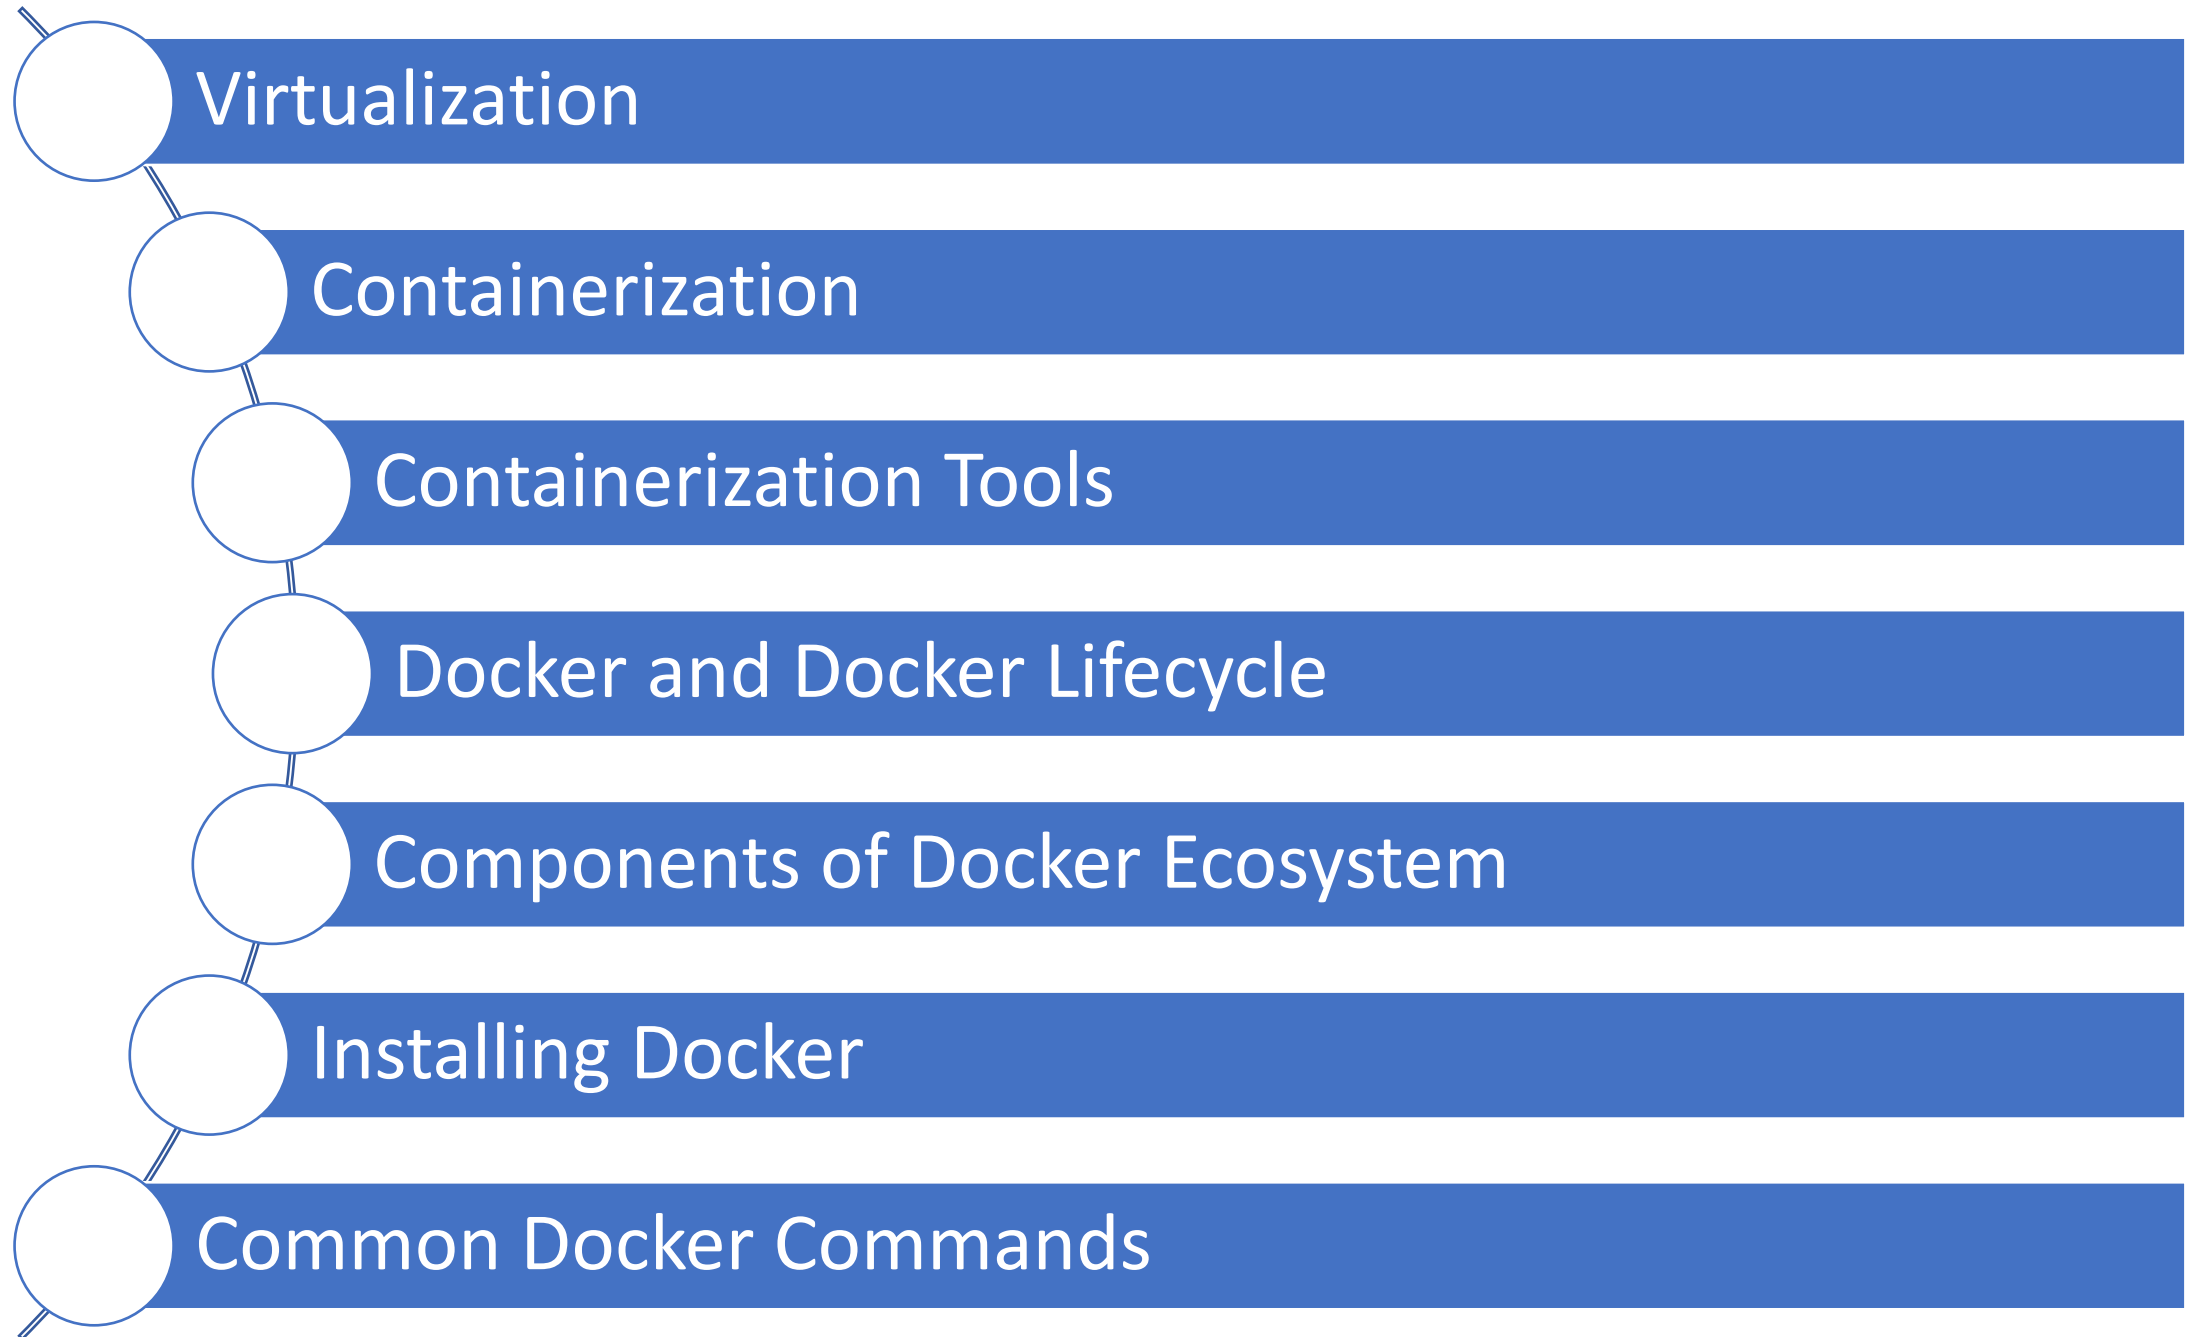 Virtualization
Containerization
Containerization Tools
Docker and Docker Lifecycle
Components of Docker Ecosystem
Installing Docker
Common Docker Commands